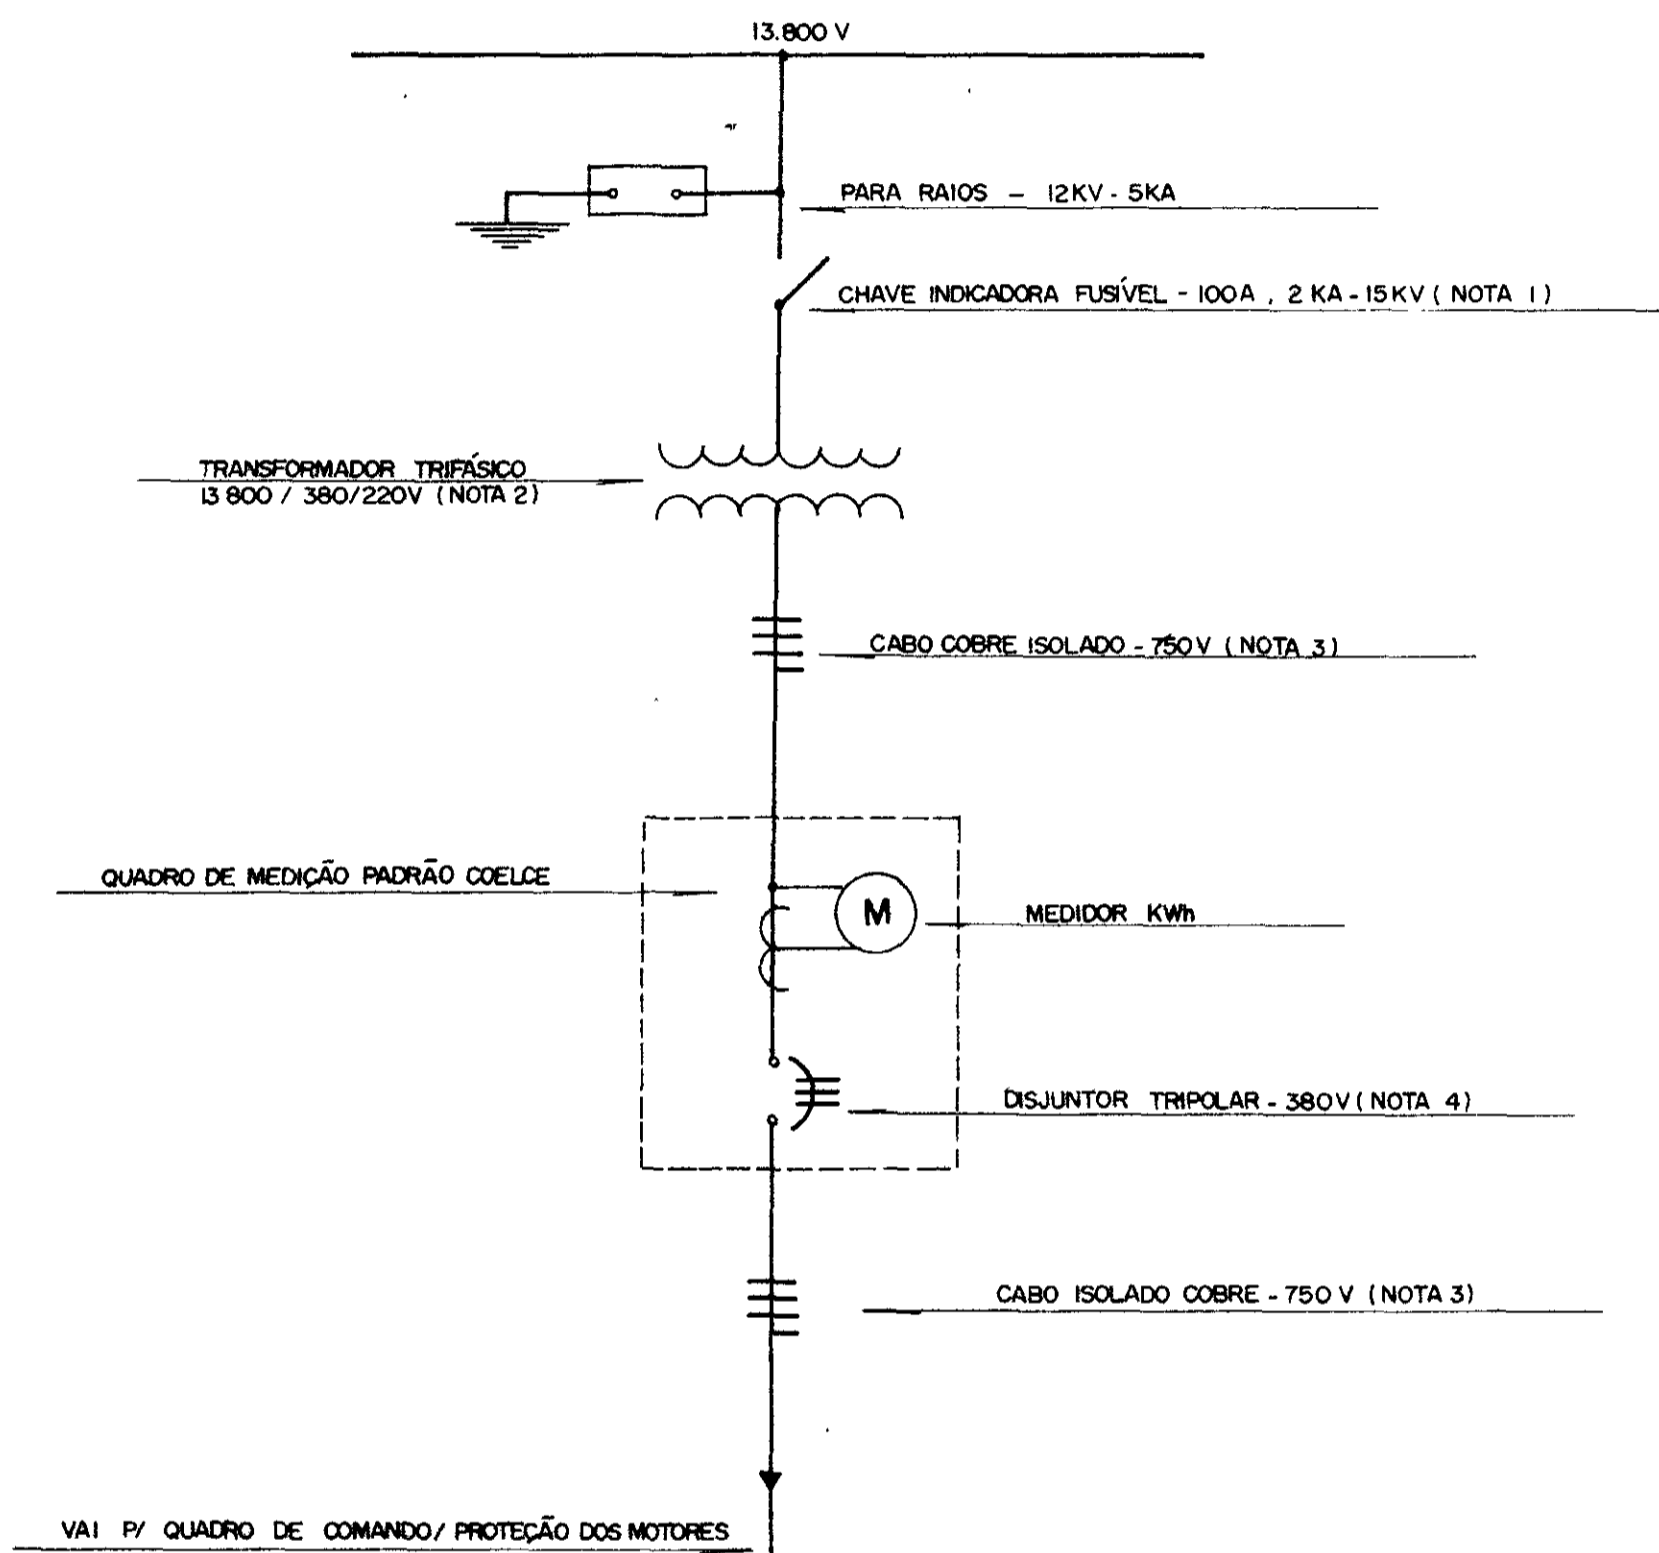 13.800 V
PARA RAIOS – 12KV - 5KA
CHAVE INDICADORA FUSÍVEL - 100A , 2 KA - 15KV ( NOTA 1 )
TRANSFORMADOR TRIFÁSICO
13 800 / 380/220V ( NOTA 2 )
CABO COBRE ISOLADO - 750 V ( NOTA 3 )
QUADRO DE MEDIÇÃO PADRÃO COELCE
M
MEDIDOR KWh
DISJUNTOR TRIPOLAR - 380V ( NOTA 4 )
CABO ISOLADO COBRE - 750 V ( NOTA 3 )
VAI P/ QUADRO DE COMANDO/ PROTEÇÃO DOS MOTORES